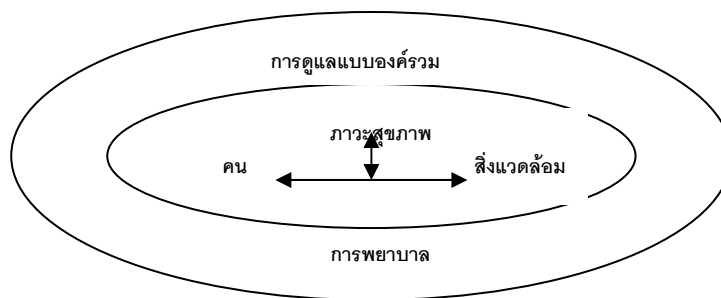 การดูแลแบบองค์รวม
ภาวะสุขภาพ
คน
สิ่งแวดล้อม
การพยาบาล